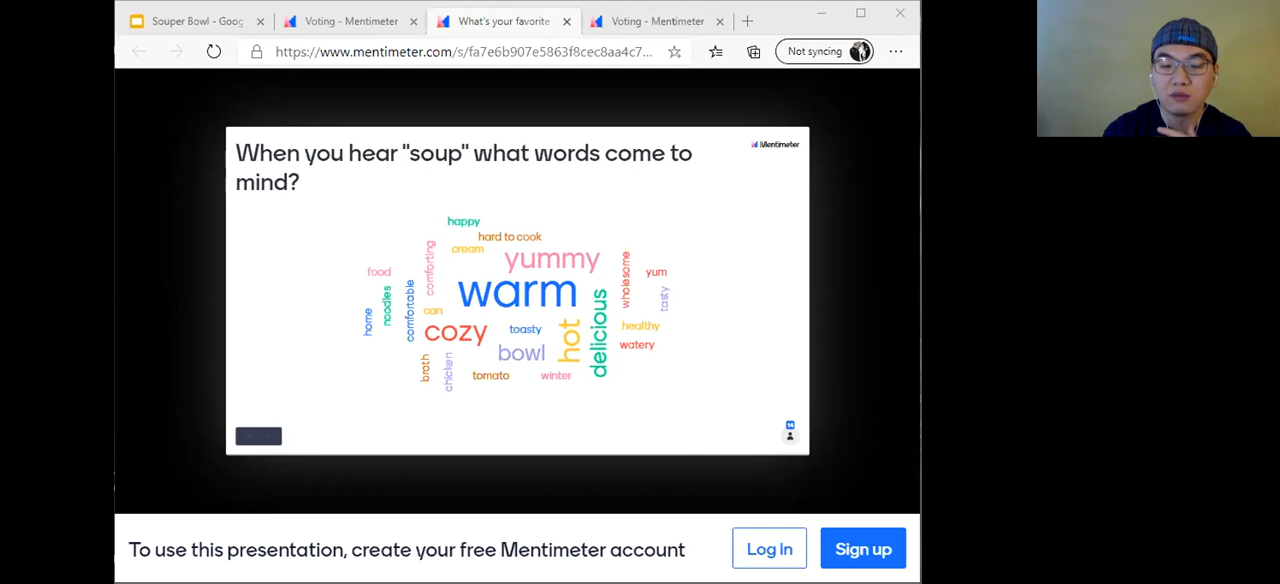 Souper Bowl - Goog
Voting - Mentimeter
What's your favorite
Voting - Mentimeter
https://www.mentimeter.com/s/fa7e6b907e5863f8cec8aa4c7...
Not syncing
When you hear "soup" what words come to
mind?
Mentimeter
happy
hard to cook
cream
yummy
comforting
food
wholesome
yum
warm
tasty
noodles
comfortable
home
can
cozy
toasty
hot
delicious
healthy
watery
bowl
broth
chicken
tomato
winter
14
To use this presentation, create your free Mentimeter account
Log In
Sign up